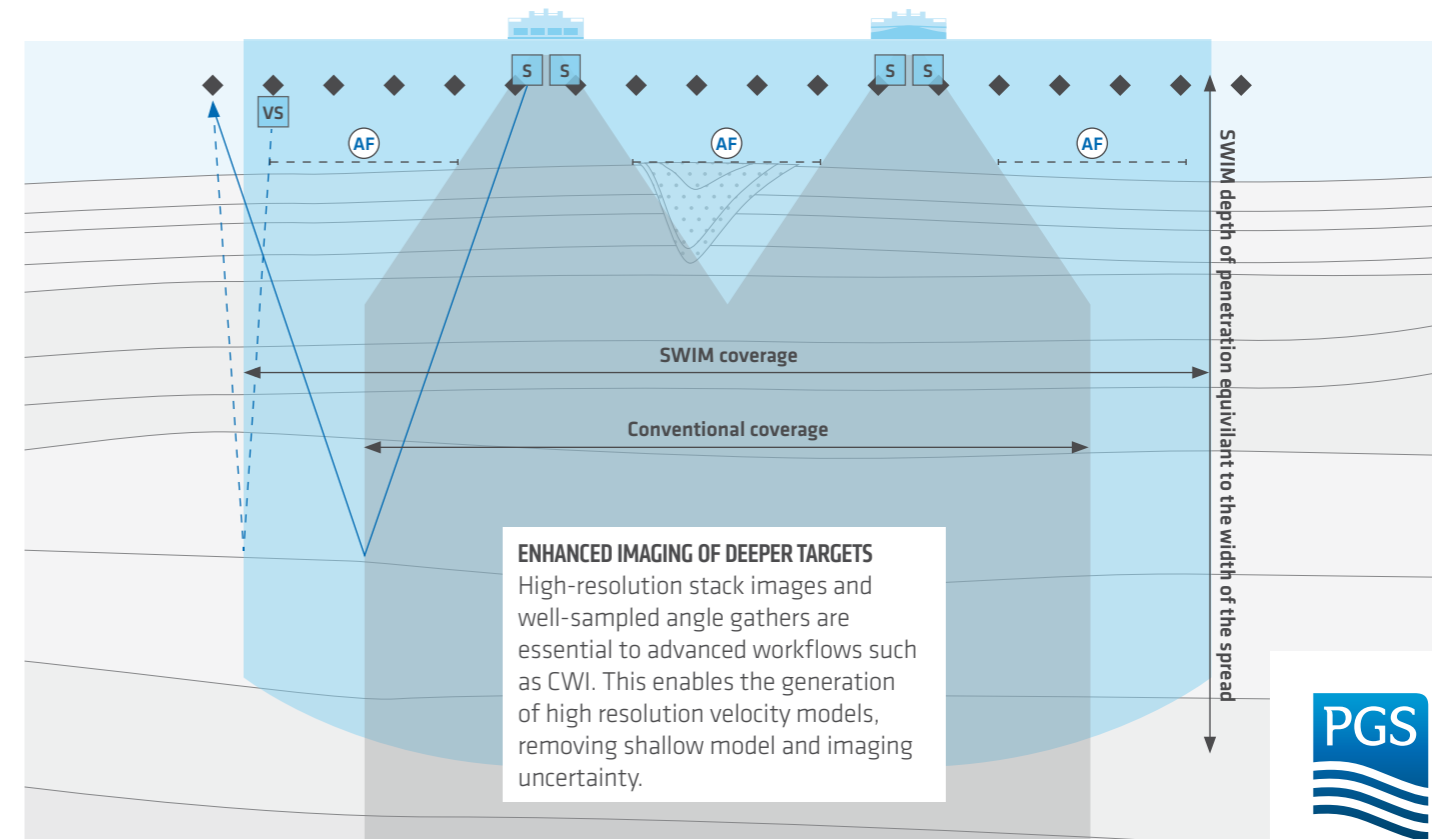 S S
S S
VS
AF
AF
AF
SWIM depth of penetration equivilant to the width of the spread
SWIM coverage
Conventional coverage
ENHANCED IMAGING OF DEEPER TARGETS
High-resolution stack images and
well-sampled angle gathers are
essential to advanced workflows such
as CWI. This enables the generation
of high resolution velocity models,
removing shallow model and imaging
uncertainty.
PGS